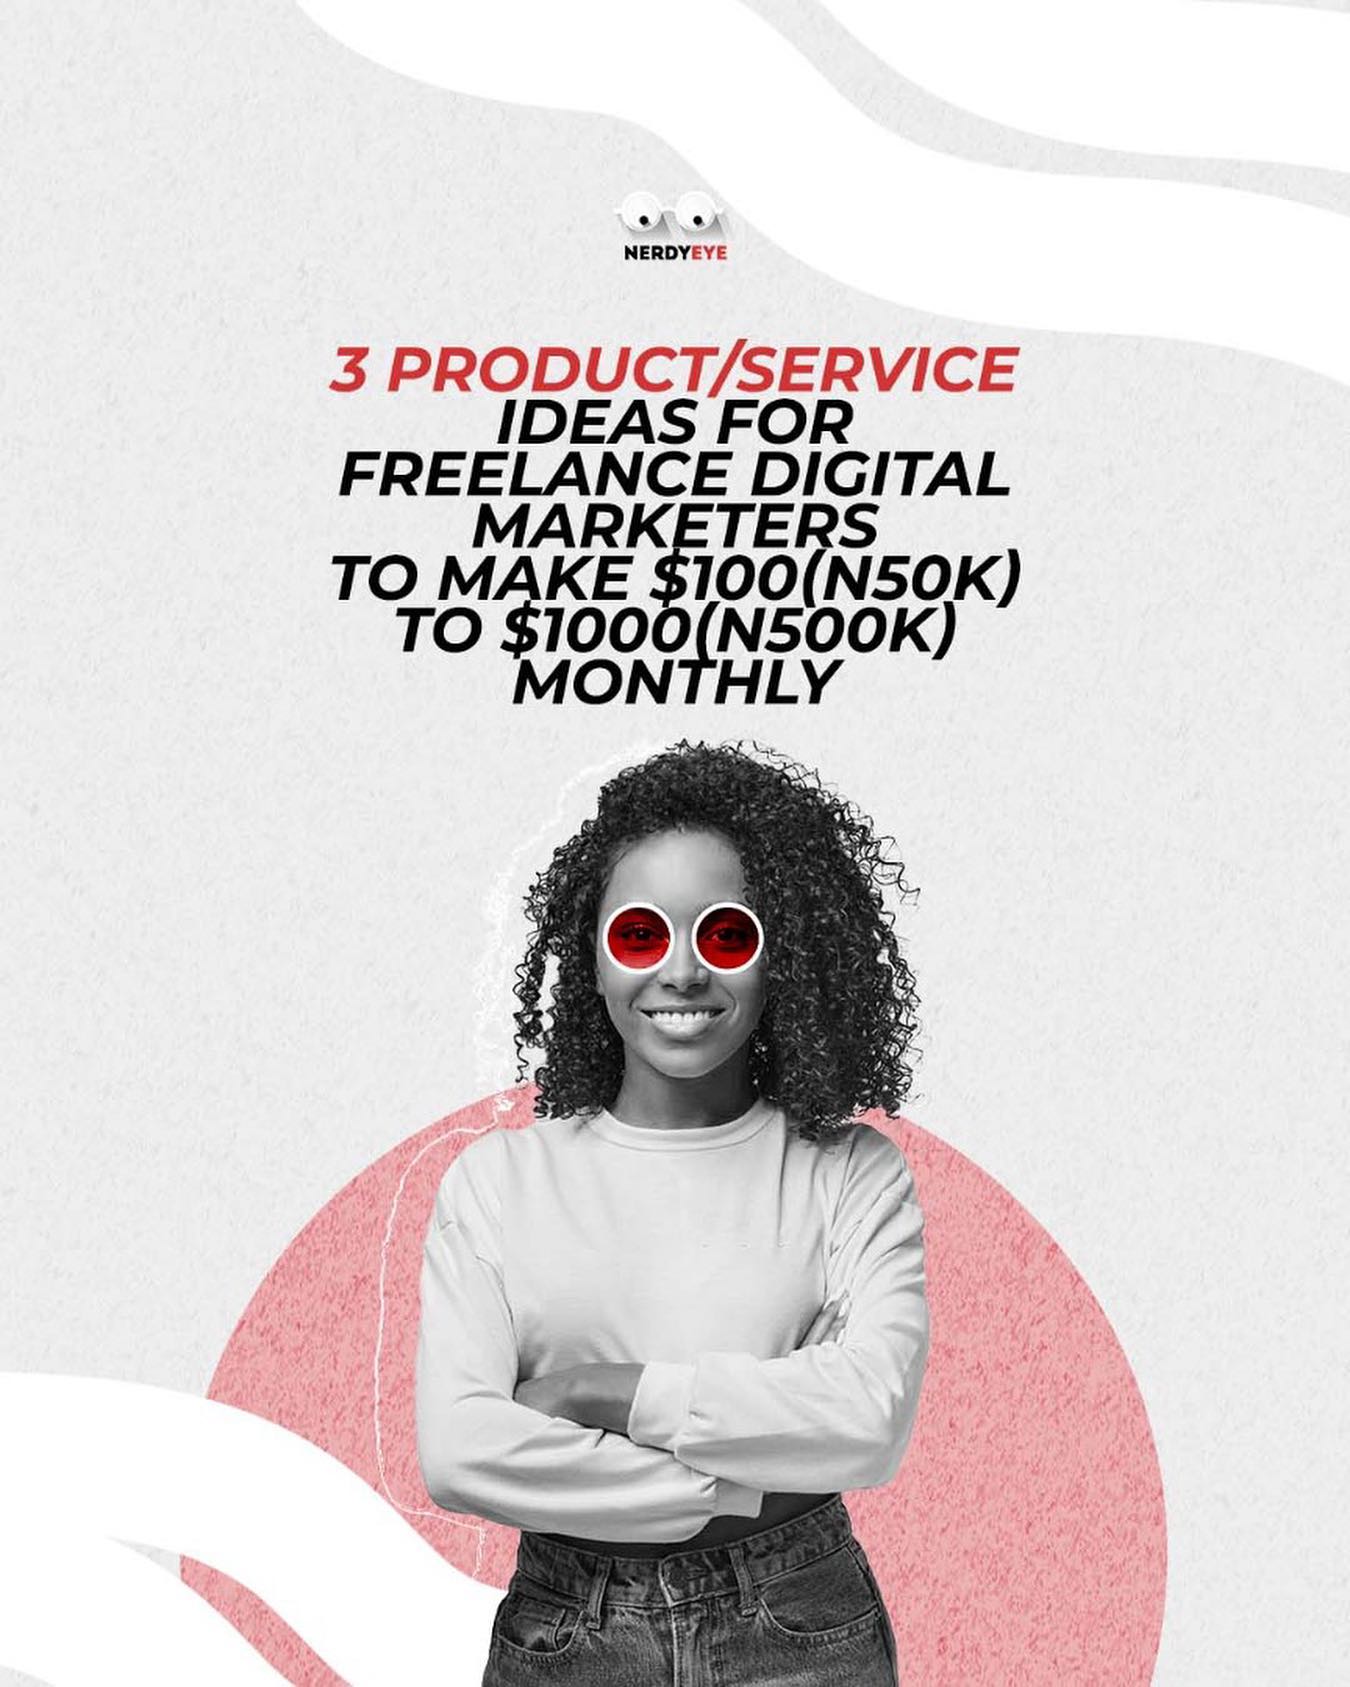 NERDYEYE
3 PRODUCT/SERVICE
IDEAS FOR
FREELANCE DIGITAL
MARKETERS
TO MAKE $100(N50K)
TO $1000(N500K)
MONTHLY